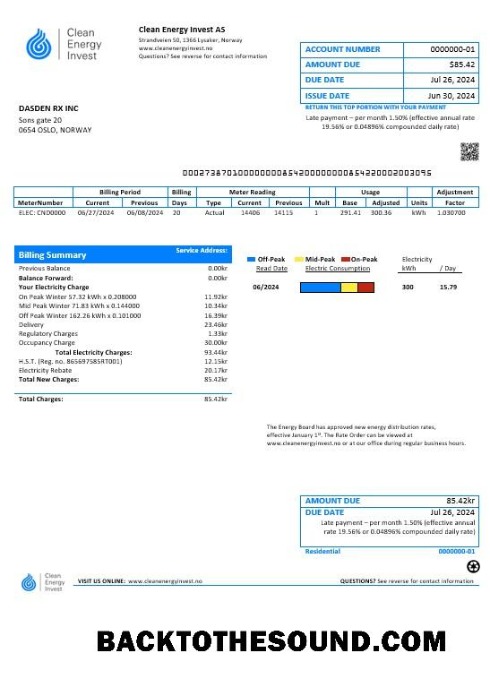 Clean
Energy
Invest
Clean Energy Invest AS
Strandveien 50, 1366 Lysaker, Norway
www.cleanenergyinvest.no
Questions? See reverse for contact information
ACCOUNT NUMBER 0000000-01
AMOUNT DUE $85.42
DUE DATE Jul 26, 2024
ISSUE DATE Jun 30, 2024
RETURN THIS TOP PORTION WITH YOUR PAYMENT
Late payment – per month 1.50% (effective annual rate
19.56% or 0.04896% compounded daily rate)
DASDEN RX INC
Sons gate 20
0654 OSLO, NORWAY
Billing Period Billing Meter Reading Usage Adjustment
MeterNumber Current Previous Days Type Current Previous Mult Base Adjusted Units Factor
ELEC: CND0000 06/27/2024 06/08/2024 20 Actual 14406 14115 1 291.41 300.36 kWh 1.030700
Billing Summary Service Address:
Previous Balance 0.00kr
Balance Forward: 0.00kr
Your Electricity Charge
On Peak Winter 57.32 kWh x 0.208000 11.92kr
Mid Peak Winter 71.83 kWh x 0.144000 10.34kr
Off Peak Winter 162.26 kWh x 0.101000 16.39kr
Delivery 23.46kr
Regulatory Charges 1.33kr
Occupancy Charge 30.00kr
Total Electricity Charges: 93.44kr
H.S.T. (Reg. no. 865697585RT001) 12.15kr
Electricity Rebate 20.17kr
Total New Charges: 85.42kr
Total Charges: 85.42kr
Off-Peak Mid-Peak On-Peak Electricity
Read Date Electric Consumption kWh / Day
06/2024 300 15.79
The Energy Board has approved new energy distribution rates,
effective January 1st. The Rate Order can be viewed at
www.cleanenergyinvest.no or at our office during regular business hours.
AMOUNT DUE 85.42kr
DUE DATE Jul 26, 2024
Late payment – per month 1.50% (effective annual
rate 19.56% or 0.04896% compounded daily rate)
Residential 0000000-01
Clean
Energy
Invest
VISIT US ONLINE: www.cleanenergyinvest.no QUESTIONS? See reverse for contact information
BACKTOTHESOUND.COM